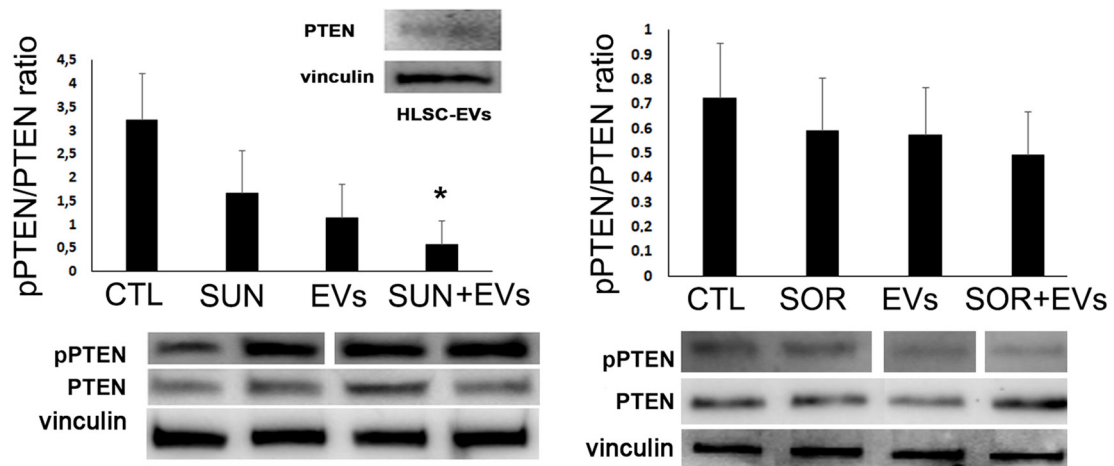 pPTEN/PTEN ratio
4,5
4
3,5
3
2,5
2
1,5
1
0,5
0
*
CTL SUN EVs SUN+EVs
PTEN
vinculin
HLSC-EVs
pPTEN
PTEN
vinculin
pPTEN/PTEN ratio
1
0.9
0,8
0.7
0.6
0.5
0.4
0.3
0,2
0.1
0
CTL SOR EVs SOR+EVs
pPTEN
PTEN
vinculin